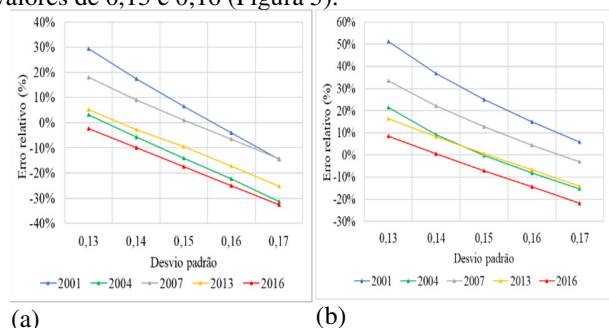 valores de 0,15 e 0,16 (Figura 5).
40%
30%
20%
10%
0%
-10%
-20%
-30%
-40%
Erro relativo (%)
0,13 0,14 0,15 0,16 0,17
Desvio padrão
2001 2004 2007 2013 2016
(a)
60%
50%
40%
30%
20%
10%
0%
-10%
-20%
-30%
Erro relativo (%)
0,13 0,14 0,15 0,16 0,17
Desvio padrão
2001 2004 2007 2013 2016
(b)